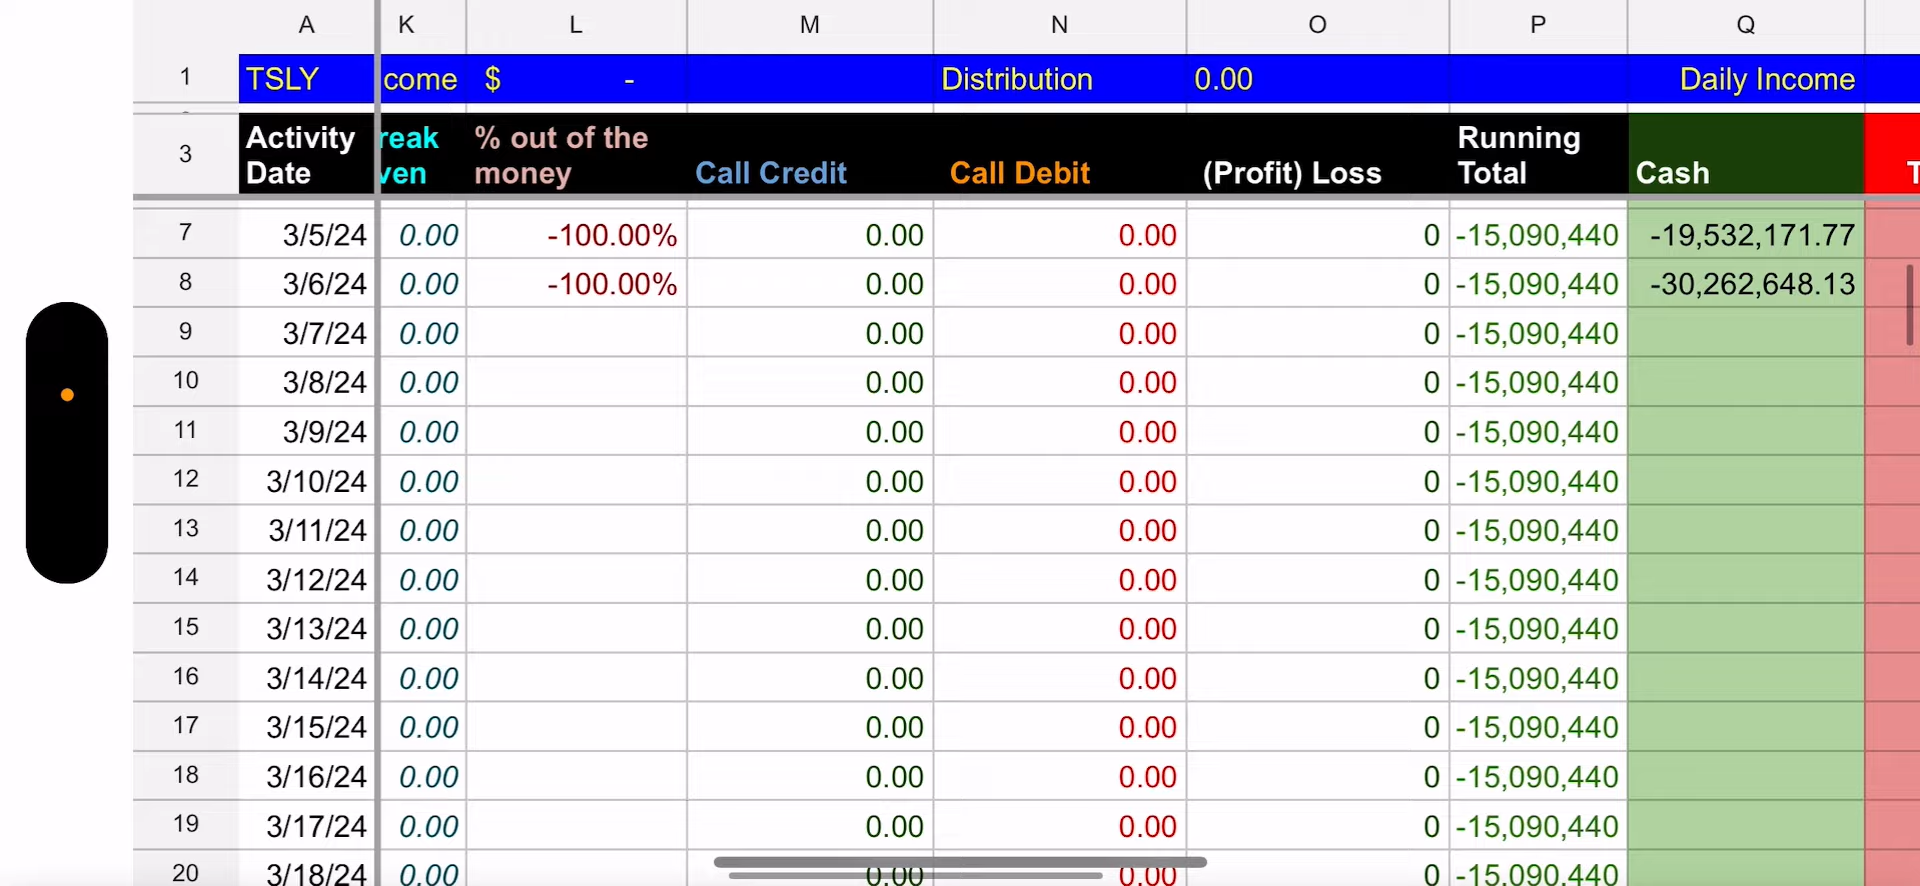 A K L M N O P Q
1 TSLY come $ - Distribution 0.00 Daily Income
3 Activity Date reak ven % out of the money Call Credit Call Debit (Profit) Loss Running Total Cash T
7 3/5/24 0.00 -100.00% 0.00 0.00 0 -15,090,440 -19,532,171.77
8 3/6/24 0.00 -100.00% 0.00 0.00 0 -15,090,440 -30,262,648.13
9 3/7/24 0.00 0.00 0.00 0 -15,090,440
10 3/8/24 0.00 0.00 0.00 0 -15,090,440
11 3/9/24 0.00 0.00 0.00 0 -15,090,440
12 3/10/24 0.00 0.00 0.00 0 -15,090,440
13 3/11/24 0.00 0.00 0.00 0 -15,090,440
14 3/12/24 0.00 0.00 0.00 0 -15,090,440
15 3/13/24 0.00 0.00 0.00 0 -15,090,440
16 3/14/24 0.00 0.00 0.00 0 -15,090,440
17 3/15/24 0.00 0.00 0.00 0 -15,090,440
18 3/16/24 0.00 0.00 0.00 0 -15,090,440
19 3/17/24 0.00 0.00 0.00 0 -15,090,440
20 3/18/24 0.00 0.00 0.00 0 -15,090,440